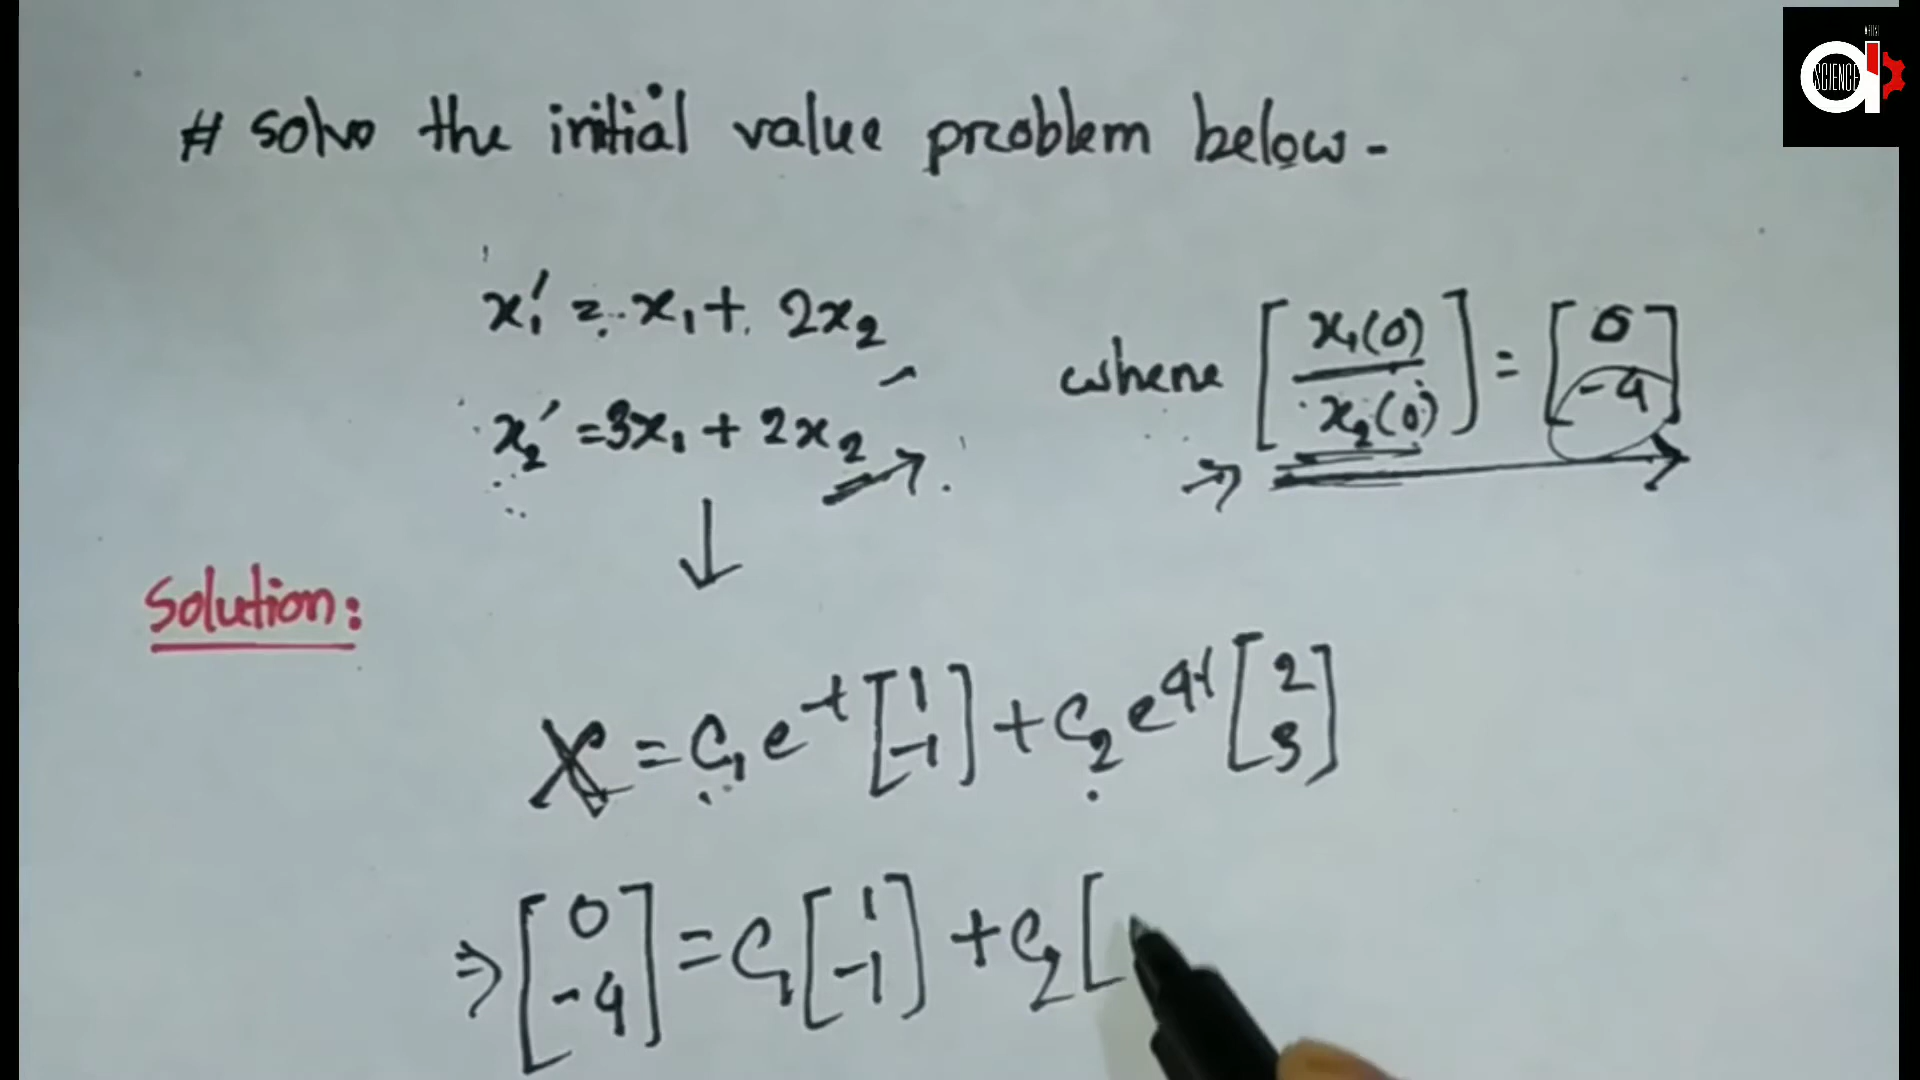 # solve the initial value problem below-
x₁' = x₁ + 2x₂
x₂' = 3x₁ + 2x₂
where [x₁(0) x₂(0)] = [0 -4]
Solution:
X = C₁e^-t [1 -1] + C₂e^4t [2 3]
⇒ [0 -4] = C₁ [1 -1] + C₂ [
SCIENCE